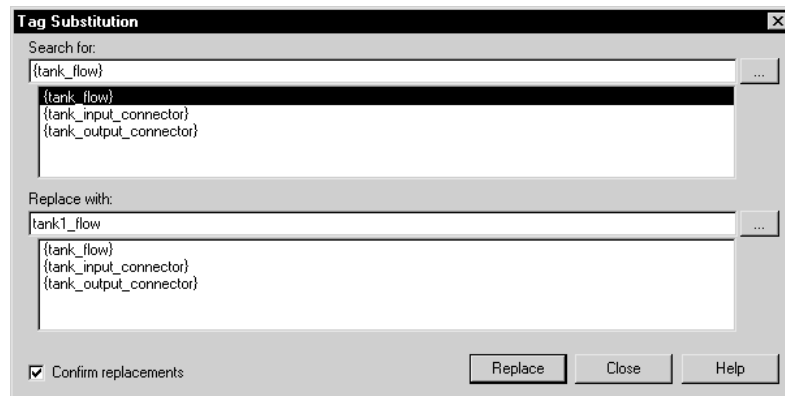 Tag Substitution
Search for:
{tank_flow}
...
{tank_flow}
{tank_input_connector}
{tank_output_connector}
Replace with:
tank1_flow
...
{tank_flow}
{tank_input_connector}
{tank_output_connector}
Confirm replacements
Replace
Close
Help